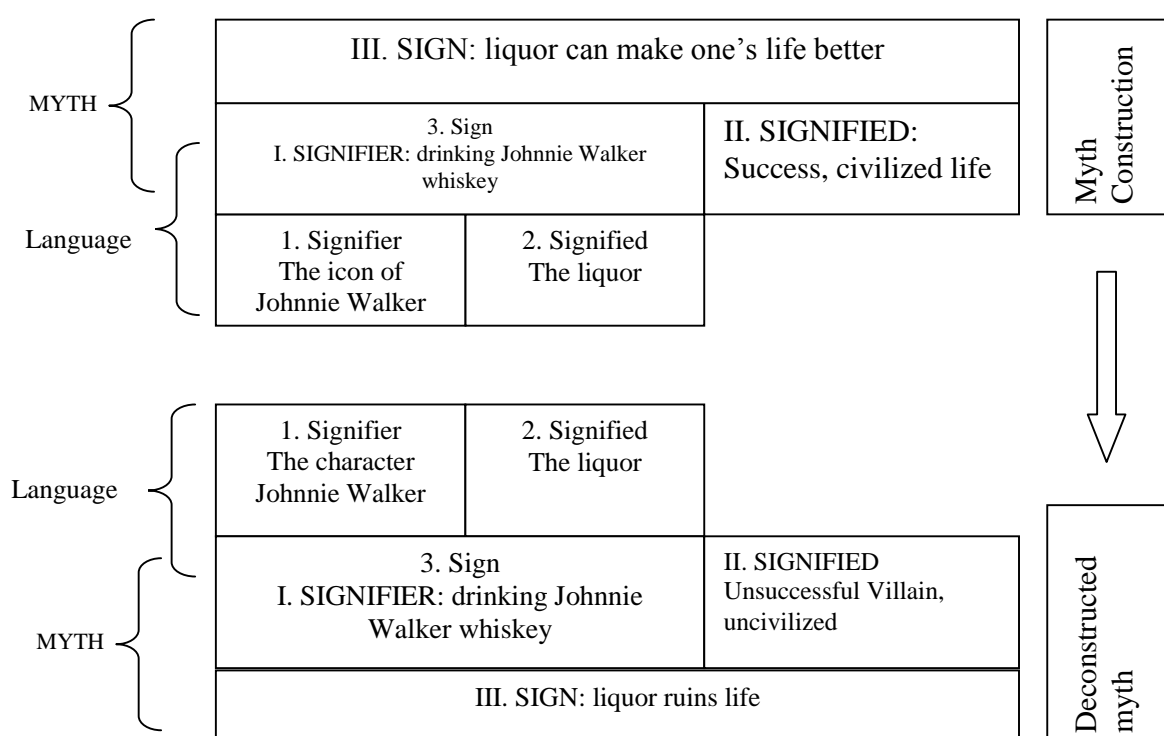 III. SIGN: liquor can make one’s life better
MYTH
3. Sign
I. SIGNIFIER: drinking Johnnie Walker
whiskey
II. SIGNIFIED:
Success, civilized life
Myth
Construction
Language
1. Signifier
The icon of
Johnnie Walker
2. Signified
The liquor
1. Signifier
The character
Johnnie Walker
2. Signified
The liquor
Language
3. Sign
I. SIGNIFIER: drinking Johnnie
Walker whiskey
II. SIGNIFIED
Unsuccessful Villain,
uncivilized
MYTH
III. SIGN: liquor ruins life
Deconstructed
myth